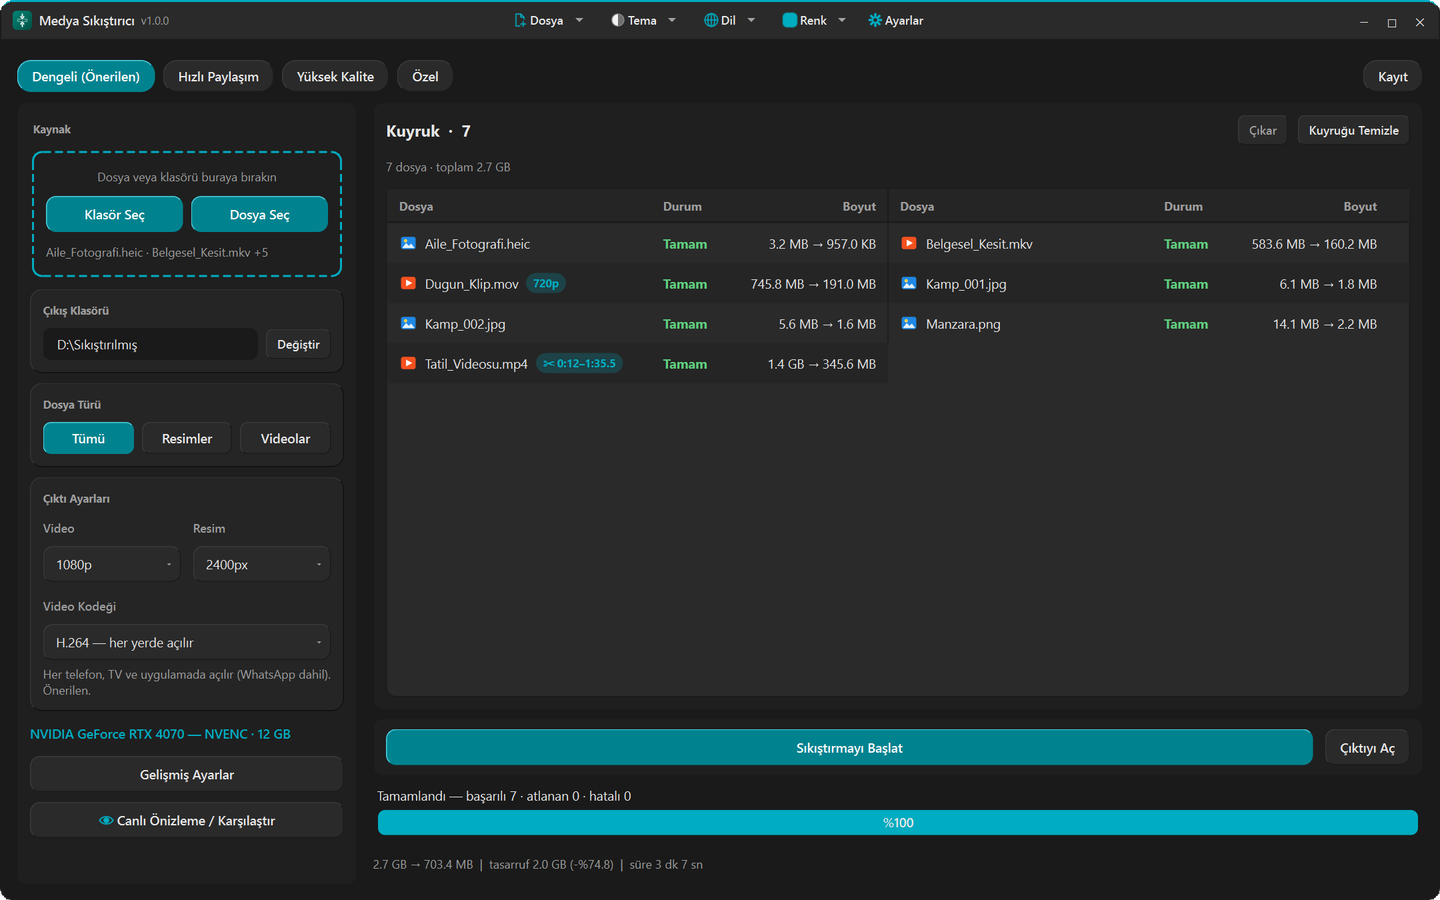 Medya Sıkıştırıcı v1.0.0
Dosya
Tema
Dil
Renk
Ayarlar
Dengeli (Önerilen)
Hızlı Paylaşım
Yüksek Kalite
Özel
Kayıt
Kaynak
Dosya veya klasörü buraya bırakın
Klasör Seç
Dosya Seç
Aile_Fotografi.heic · Belgesel_Kesit.mkv +5
Çıkış Klasörü
D:\Sıkıştırılmış
Değiştir
Dosya Türü
Tümü
Resimler
Videolar
Çıktı Ayarları
Video
Resim
1080p
2400px
Video Kodeği
H.264 — her yerde açılır
Her telefon, TV ve uygulamada açılır (WhatsApp dahil).
Önerilen.
NVIDIA GeForce RTX 4070 — NVENC · 12 GB
Gelişmiş Ayarlar
Canlı Önizleme / Karşılaştır
Kuyruk · 7
Çıkar
Kuyruğu Temizle
7 dosya · toplam 2.7 GB
Dosya Durum Boyut Dosya Durum Boyut
Aile_Fotografi.heic Tamam 3.2 MB → 957.0 KB
Belgesel_Kesit.mkv Tamam 583.6 MB → 160.2 MB
Dugun_Klip.mov 720p Tamam 745.8 MB → 191.0 MB
Kamp_001.jpg Tamam 6.1 MB → 1.8 MB
Kamp_002.jpg Tamam 5.6 MB → 1.6 MB
Manzara.png Tamam 14.1 MB → 2.2 MB
Tatil_Videosu.mp4 ✂ 0:12–1:35.5 Tamam 1.4 GB → 345.6 MB
Sıkıştırmayı Başlat
Çıktıyı Aç
Tamamlandı — başarılı 7 · atlanan 0 · hatalı 0
%100
2.7 GB → 703.4 MB | tasarruf 2.0 GB (-%74.8) | süre 3 dk 7 sn